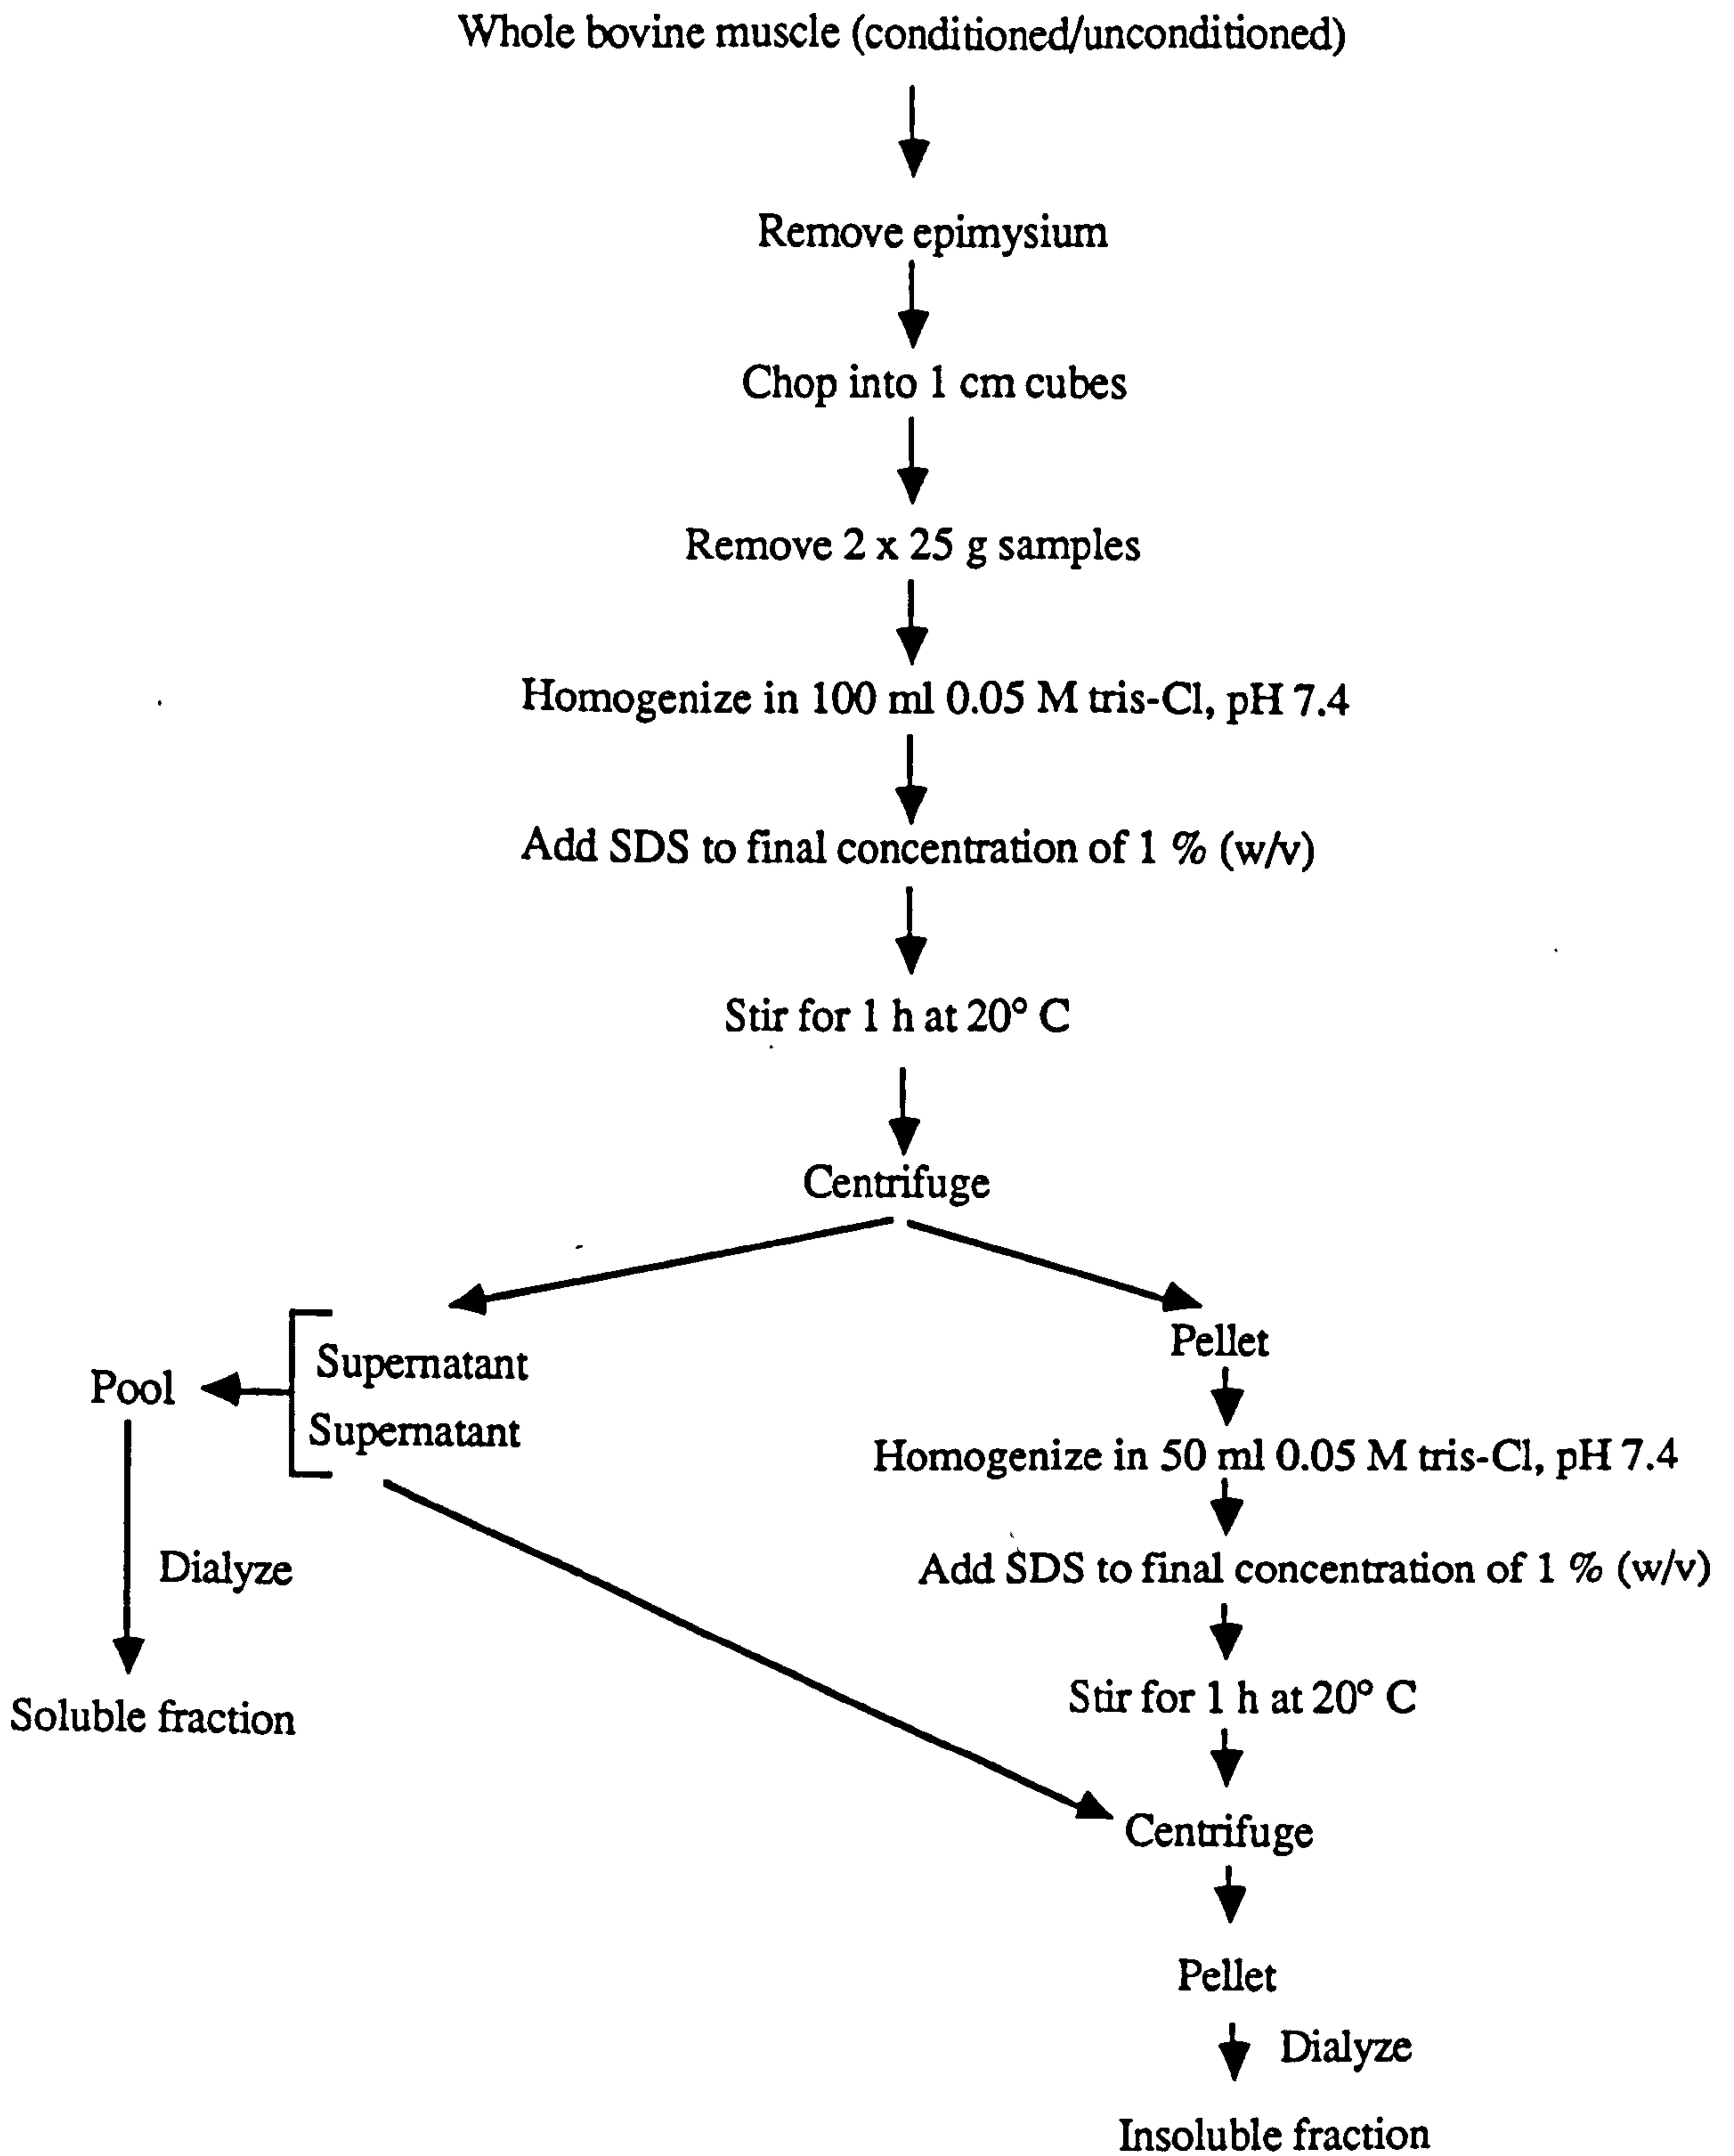 Whole bovine muscle (conditioned/unconditioned)
Remove epimysium
Chop into 1 cm cubes
Remove 2 x 25 g samples
Homogenize in 100 ml 0.05 M tris-Cl, pH 7.4
Add SDS to final concentration of 1 % (w/v)
Stir for 1 h at 20° C
Centrifuge
Supernatant
Supernatant
Pool
Dialyze
Soluble fraction
Pellet
Homogenize in 50 ml 0.05 M tris-Cl, pH 7.4
Add SDS to final concentration of 1 % (w/v)
Stir for 1 h at 20° C
Centrifuge
Pellet
Dialyze
Insoluble fraction